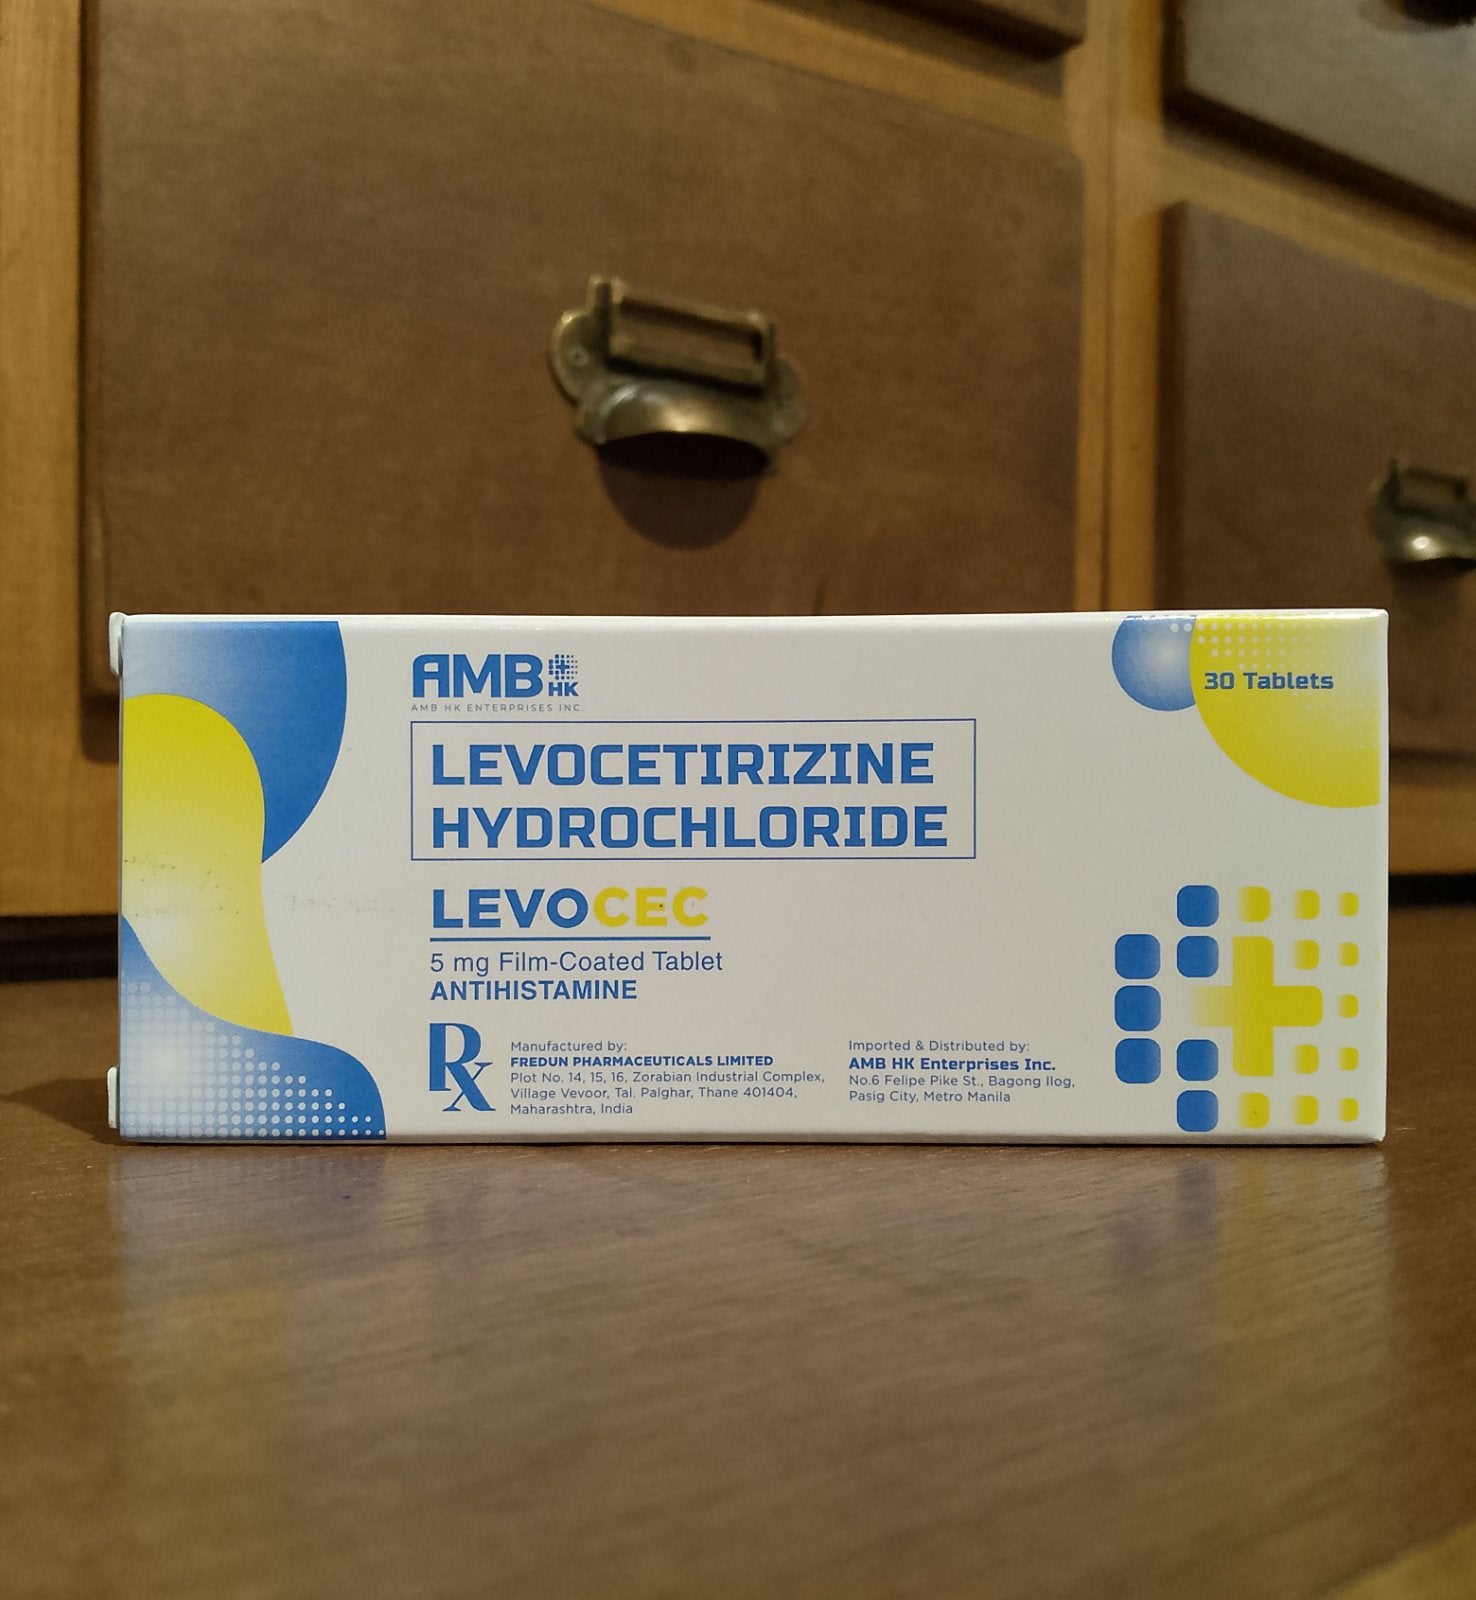 AMB HK
AMB HK ENTERPRISES INC.
30 Tablets
LEVOCETIRIZINE
HYDROCHLORIDE
LEVOCEC
5 mg Film-Coated Tablet
ANTIHISTAMINE
Rx
Manufactured by:
FREDUN PHARMACEUTICALS LIMITED
Plot No. 14, 15, 16, Zorabian Industrial Complex,
Village Vevoor, Tal. Palghar, Thane 401404,
Maharashtra, India
Imported & Distributed by:
AMB HK Enterprises Inc.
No.6 Felipe Pike St., Bagong Ilog,
Pasig City, Metro Manila